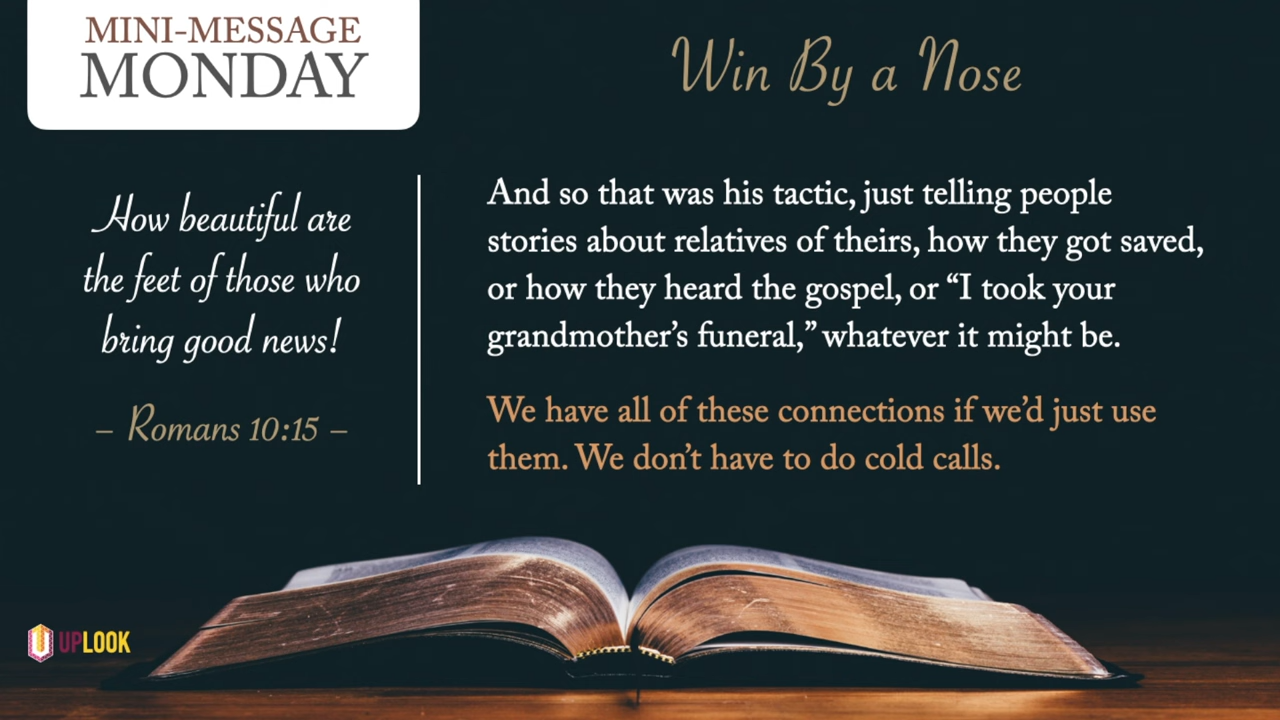 MINI-MESSAGE
MONDAY
Win By a Nose
How beautiful are
the feet of those who
bring good news!
– Romans 10:15 –
And so that was his tactic, just telling people
stories about relatives of theirs, how they got saved,
or how they heard the gospel, or “I took your
grandmother’s funeral,” whatever it might be.
We have all of these connections if we’d just use
them. We don’t have to do cold calls.
UPLOOK